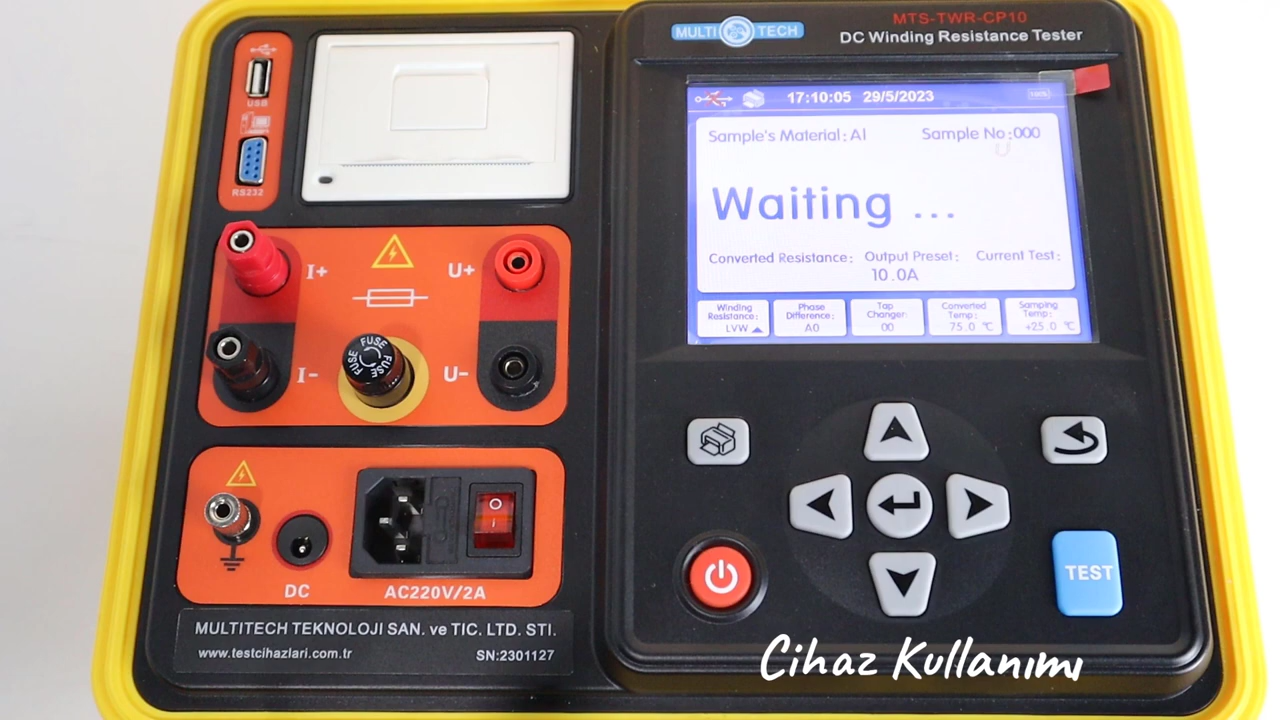 USB
RS232
I+
U+
FUSE
FUSE
FUSE
I-
U-
DC
AC220V/2A
MULTITECH TEKNOLOJI SAN. ve TIC. LTD. STI.
www.testcihazlari.com.tr SN:2301127
MULTI TECH
MTS-TWR-CP10
DC Winding Resistance Tester
17:10:05 29/5/2023
100%
Sample's Material: Al Sample No:000
Waiting ...
Converted Resistance: Output Preset: Current Test:
10.0A
Winding Resistance: LVW
Phase Difference: A0
Tap Changer: 00
Converted Temp: 75.0 ℃
Samping Temp: +25.0 ℃
TEST
Cihaz Kullanımı